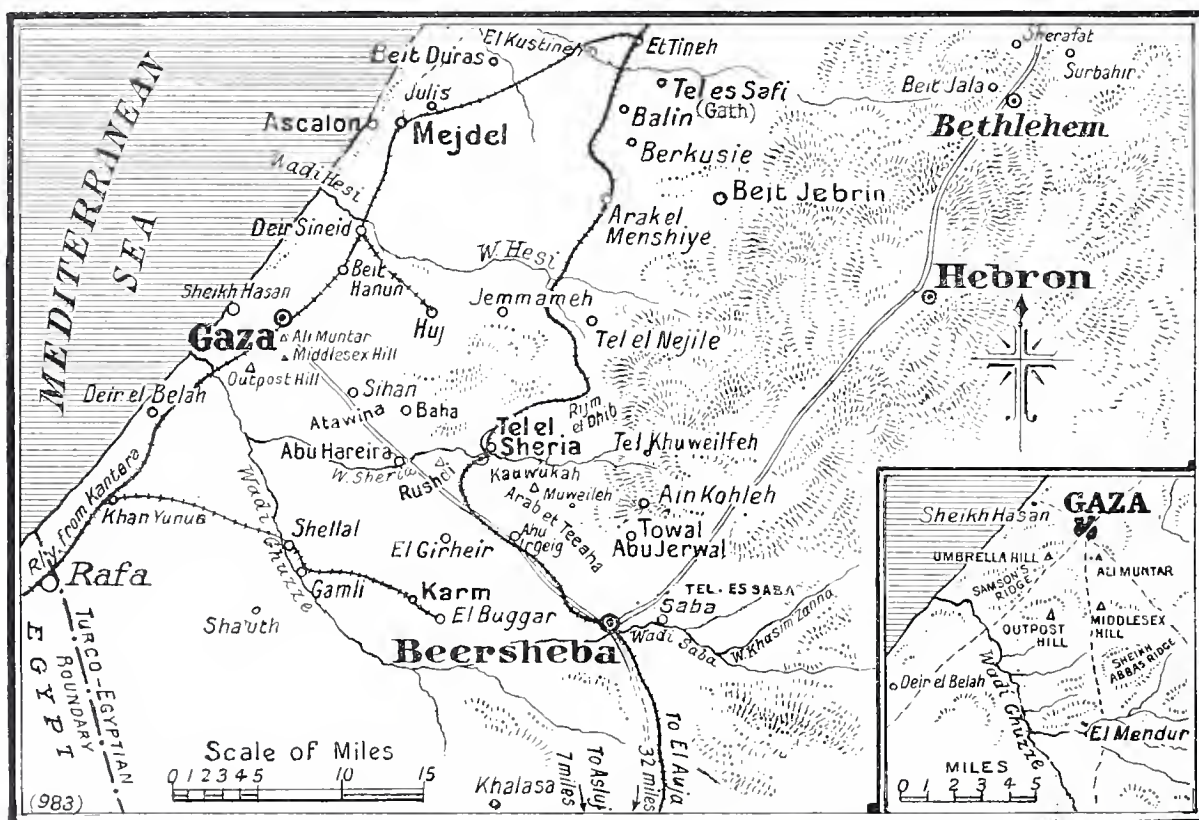 MEDITERRANEAN
SEA
El Kustineh
Et Tineh
Sherafat
Surbahir
Beit Duras
Julis
Tel es Safi
(Gath)
Beit Jala
Ascalon
Mejdel
Balin
Bethlehem
Berkusie
Wadi Hesi
Beit Jebrin
Deir Sineid
Arak el
Menshiye
W. Hesi
Beit
Hanun
Hebron
Sheikh Hasan
Jemmameh
Huj
Gaza
Ali Muntar
Middlesex Hill
Tel el Nejile
Outpost Hill
Deir el Belah
Sihan
Baha
Atawina
Rijm
el Dhib
Tel el
Sheria
Tel Khuweilfeh
Abu Hareira
W. Sheria
Rushdi
Kauwukah
Muweileh
Arab et Teeaha
Ain Kohleh
Rly. from Kantera
Khan Yunus
Wadi Ghuzze
Shellal
El Girheir
Abu
Irgeig
Towal
Abu Jerwal
Rafa
Gamli
Karm
El Buggar
TEL. ES SABA
Saba
Sha'uth
Beersheba
Wadi Saba
W. Khasim Zanna
EGYPT
TURCO-EGYPTIAN
BOUNDARY
Scale of Miles
0 1 2 3 4 5 10 15
Khalasa
To Asluj
7 miles
32 miles
To El Auja
(983)
Sheikh Hasan
GAZA
UMBRELLA HILL
ALI MUNTAR
SAMSON'S
RIDGE
OUTPOST
HILL
MIDDLESEX
HILL
SHEIKH
ABBAS RIDGE
Deir el Belah
Wadi Ghuzze
El Mendur
MILES
0 1 2 3 4 5